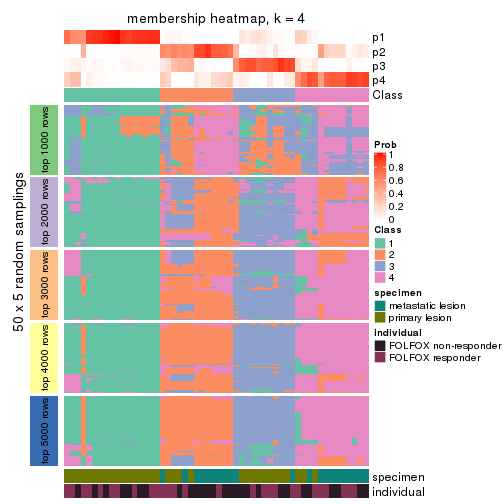 membership heatmap, k = 4
p1
p2
p3
p4
Class
50 x 5 random samplings
top 1000 rows
top 2000 rows
top 3000 rows
top 4000 rows
top 5000 rows
specimen
individual
Prob
1
0.8
0.6
0.4
0.2
0
Class
1
2
3
4
specimen
metastatic lesion
primary lesion
individual
FOLFOX non-responder
FOLFOX responder